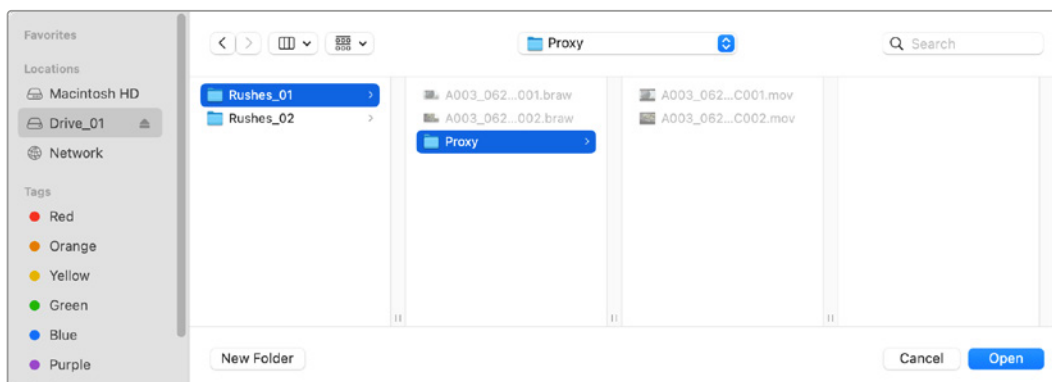 Favorites
Locations
Macintosh HD
Drive_01
Network
Tags
Red
Orange
Yellow
Green
Blue
Purple
Proxy
Search
Rushes_01
Rushes_02
A003_062...001.braw
A003_062...002.braw
Proxy
A003_062...C001.mov
A003_062...C002.mov
New Folder
Cancel
Open